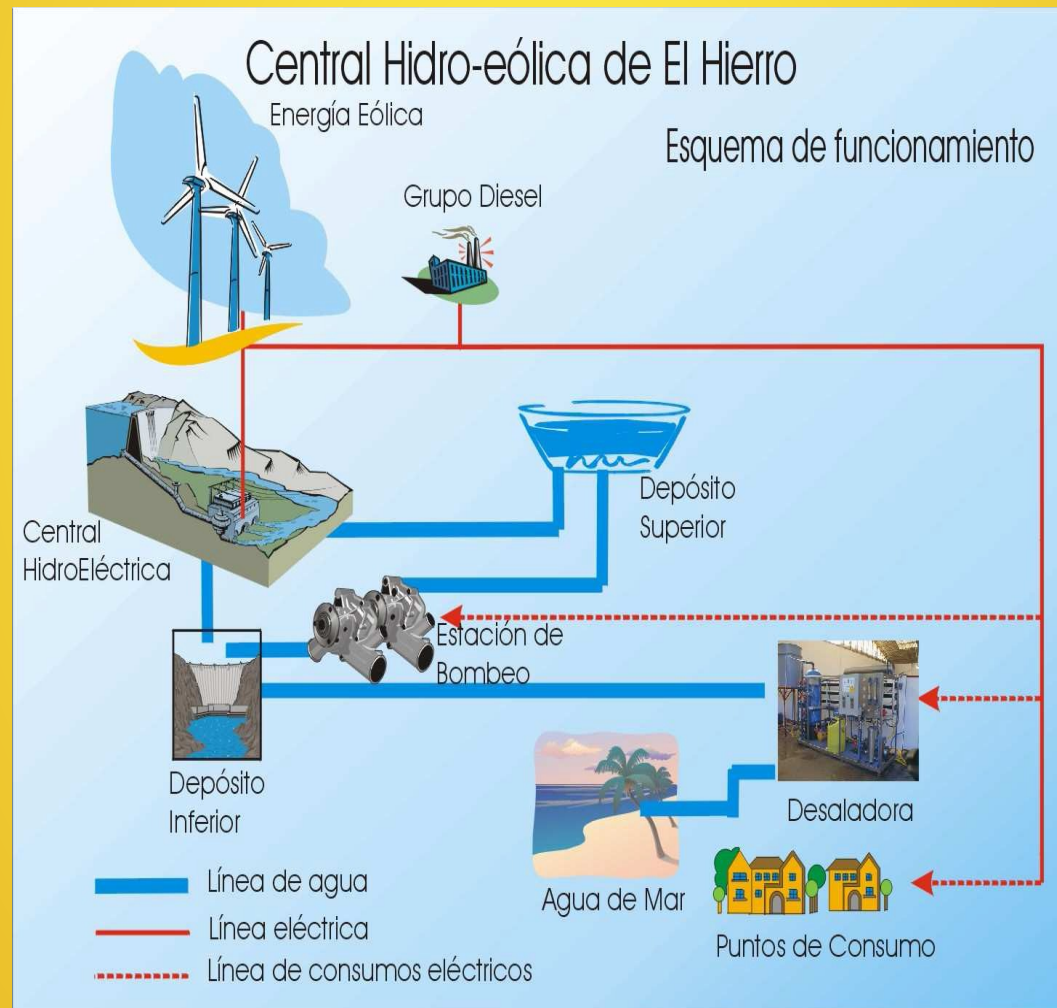 Central Hidro-eólica de El Hierro
Energía Eólica
Esquema de funcionamiento
Grupo Diesel
Depósito
Superior
Central
HidroEléctrica
Estación de
Bombeo
Depósito
Inferior
Desaladora
Agua de Mar
Puntos de Consumo
Línea de agua
Línea eléctrica
Línea de consumos eléctricos